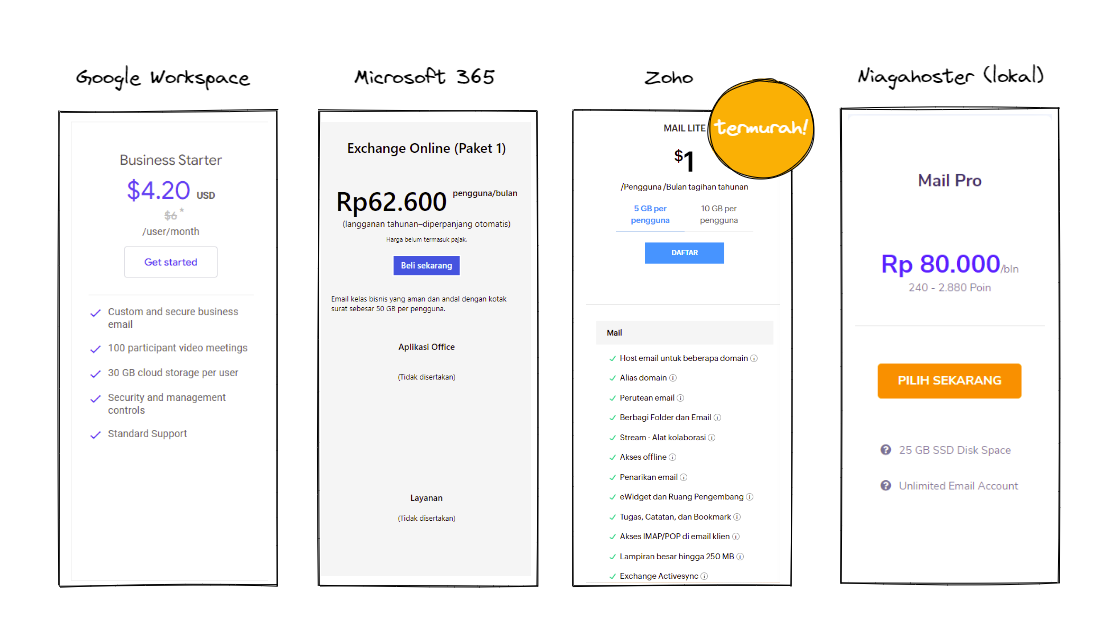 Google Workspace
Business Starter
$4.20 USD
$6 *
/user/month
Get started
Custom and secure business
email
100 participant video meetings
30 GB cloud storage per user
Security and management
controls
Standard Support
Microsoft 365
Exchange Online (Paket 1)
Rp62.600 pengguna/bulan
(langganan tahunan–diperpanjang otomatis)
Harga belum termasuk pajak.
Beli sekarang
Email kelas bisnis yang aman dan andal dengan kotak
surat sebesar 50 GB per pengguna.
Aplikasi Office
(Tidak disertakan)
Layanan
(Tidak disertakan)
Zoho
termurah!
MAIL LITE
$1
/Pengguna /Bulan tagihan tahunan
5 GB per
pengguna
10 GB per
pengguna
DAFTAR
Mail
Host email untuk beberapa domain
Alias domain
Perutean email
Berbagi Folder dan Email
Stream - Alat kolaborasi
Akses offline
Penarikan email
eWidget dan Ruang Pengembang
Tugas, Catatan, dan Bookmark
Akses IMAP/POP di email klien
Lampiran besar hingga 250 MB
Exchange Activesync
Niagahoster (lokal)
Mail Pro
Rp 80.000/bln
240 - 2.880 Poin
PILIH SEKARANG
25 GB SSD Disk Space
Unlimited Email Account